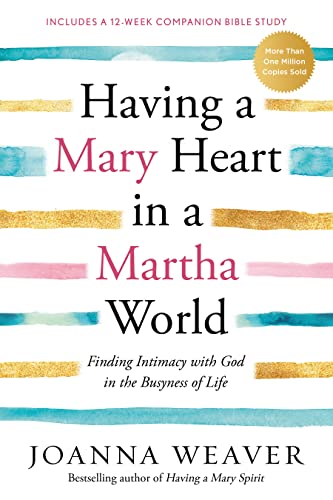 INCLUDES A 12-WEEK COMPANION BIBLE STUDY
More Than
One Million
Copies Sold
Having a
Mary Heart
in a
Martha
World
Finding Intimacy with God
in the Busyness of Life
JOANNA WEAVER
Bestselling author of Having a Mary Spirit